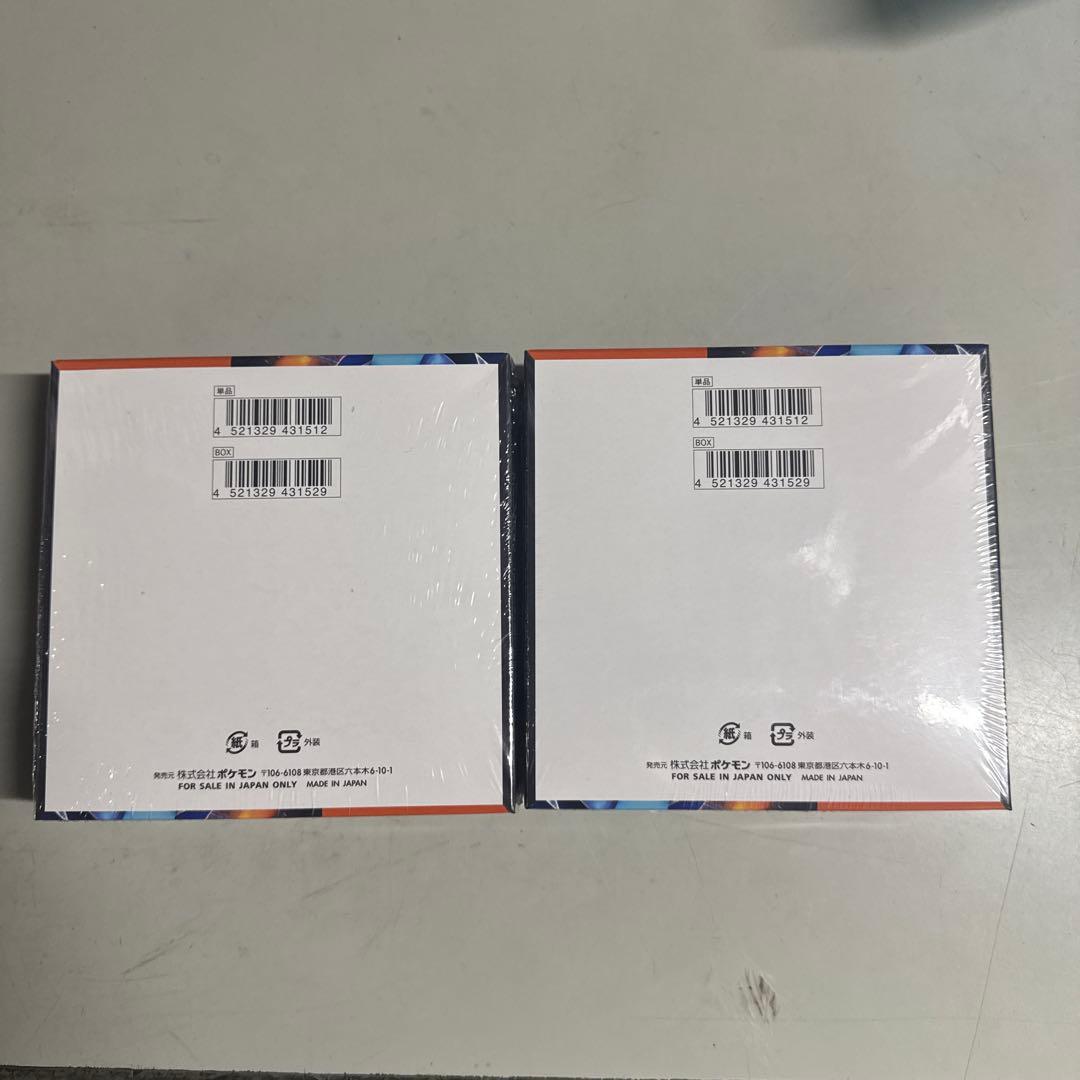 単品
4 521329 431512
BOX
4 521329 431529
紙 箱 プラ 外装
発売元 株式会社ポケモン 〒106-6108 東京都港区六本木6-10-1
FOR SALE IN JAPAN ONLY MADE IN JAPAN
単品
4 521329 431512
BOX
4 521329 431529
紙 箱 プラ 外装
発売元 株式会社ポケモン 〒106-6108 東京都港区六本木6-10-1
FOR SALE IN JAPAN ONLY MADE IN JAPAN